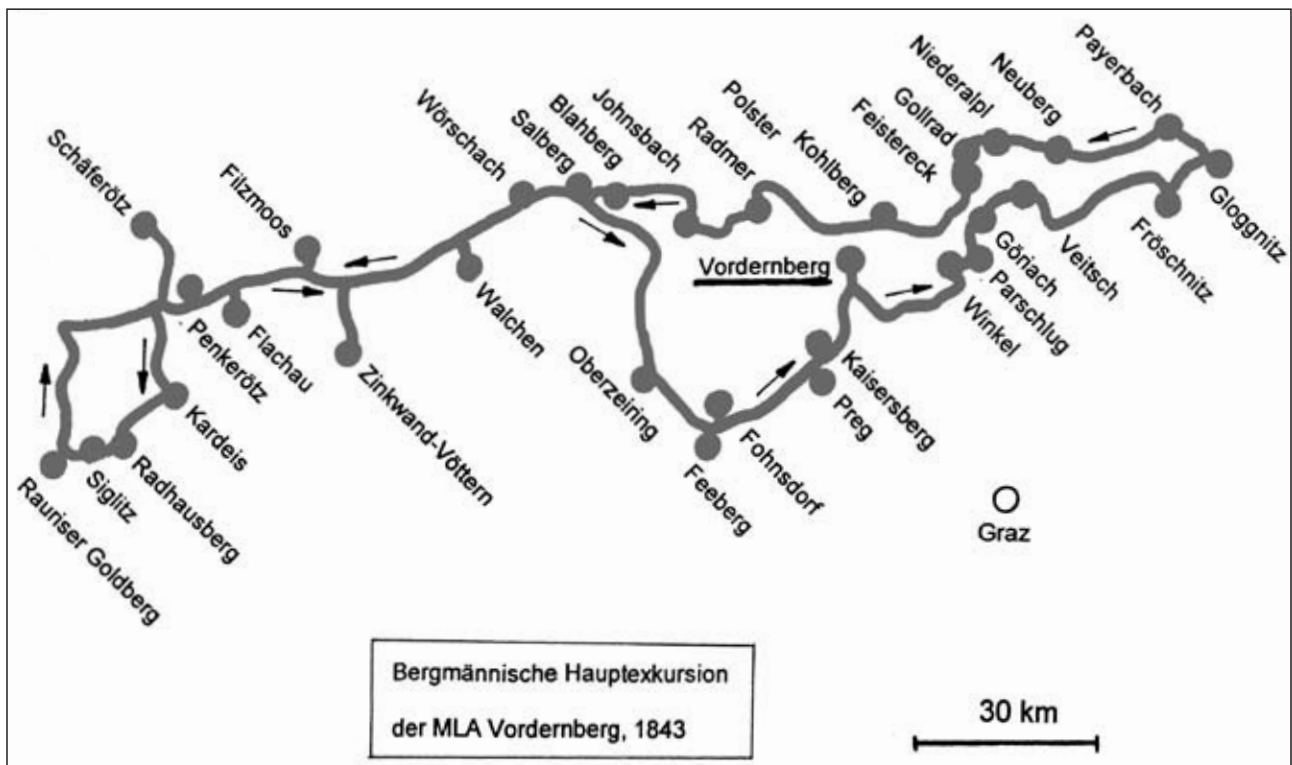 Schäferötz
Filzmoos
Wörschach
Salberg
Blahberg
Johnsbach
Radmer
Polster
Kohlberg
Feistereck
Gollrad
Niederalpl
Neuberg
Payerbach
Gloggnitz
Fröschnitz
Veitsch
Göriach
Parschlug
Winkel
Vordernberg
Kaisersberg
Preg
Fohnsdorf
Feeberg
Oberzeiring
Walchen
Zinkwand-Vöttern
Flachau
Penkerötz
Kardeis
Radhausberg
Siglitz
Rauriser Goldberg
Graz
Bergmännische Hauptexkursion
der MLA Vordernberg, 1843
30 km